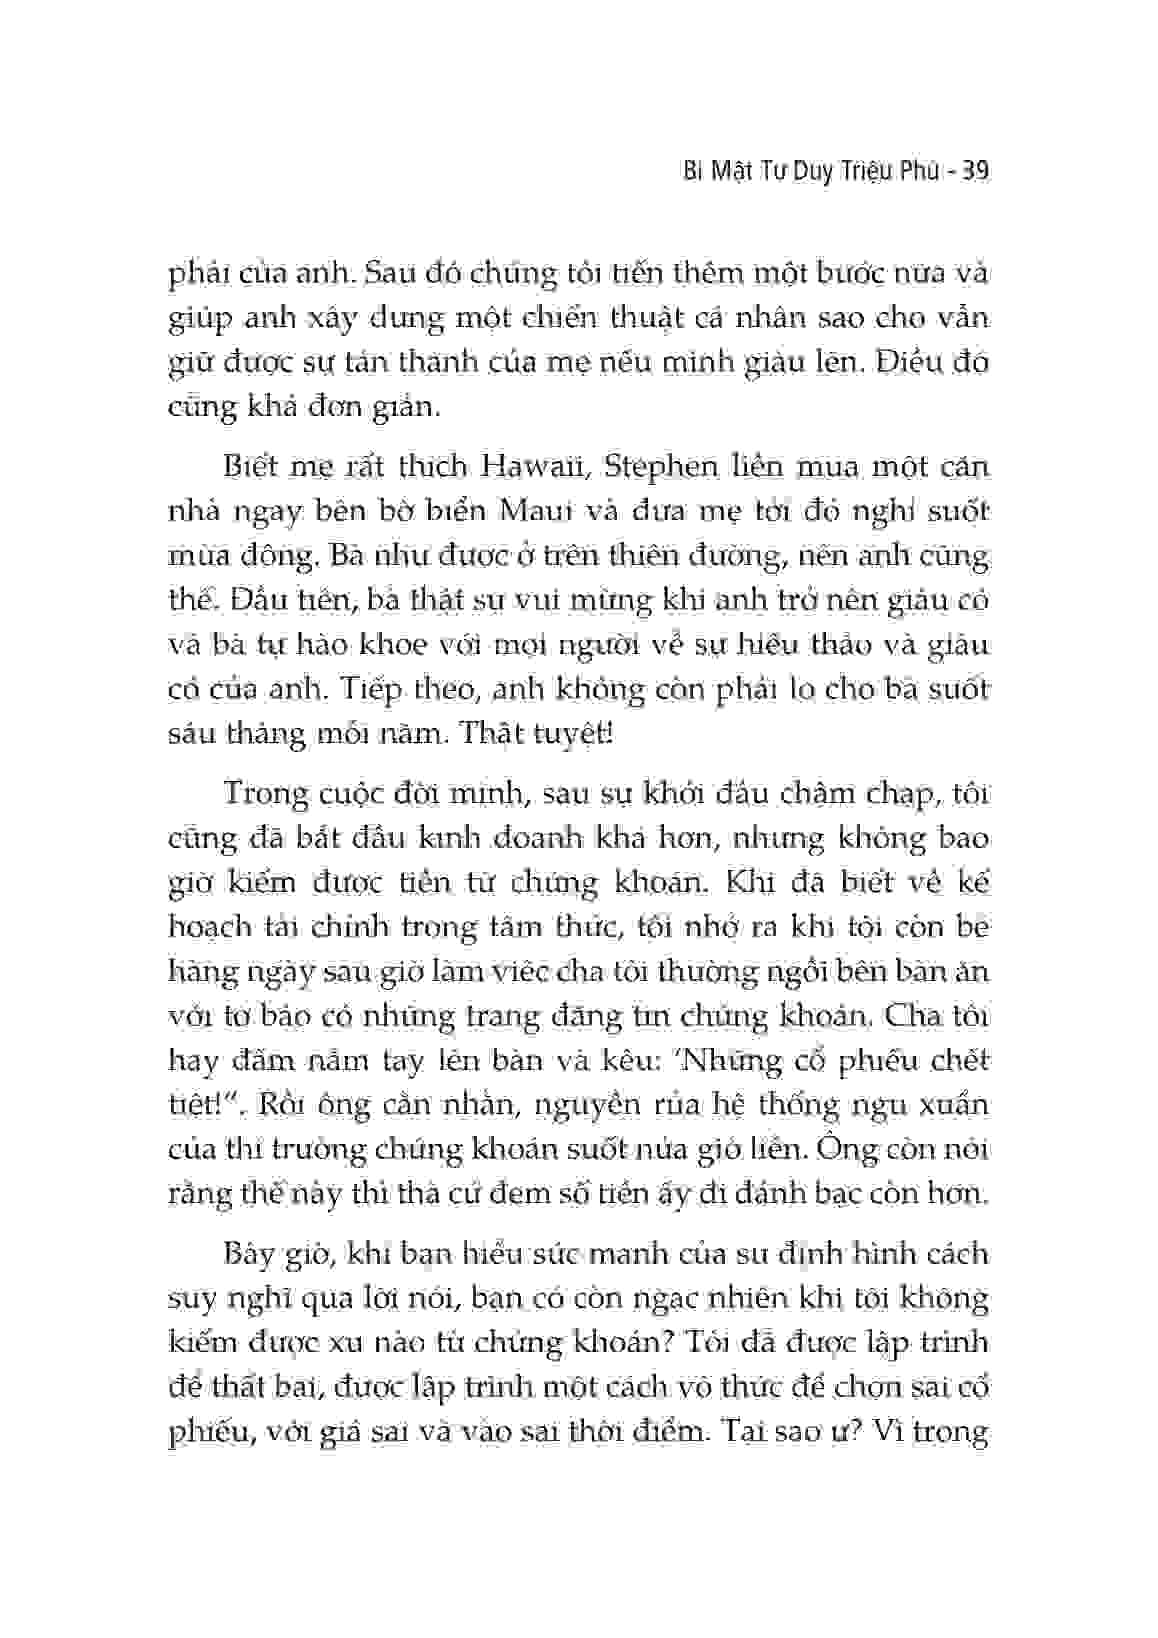 Bí Mật Tư Duy Triệu Phú - 39
phải của anh. Sau đó chúng tôi tiến thêm một bước nữa và
giúp anh xây dựng một chiến thuật cá nhân sao cho vẫn
giữ được sự tán thành của mẹ nếu mình giàu lên. Điều đó
cũng khá đơn giản.
Biết mẹ rất thích Hawaii, Stephen liền mua một căn
nhà ngay bên bờ biển Maui và đưa mẹ tới đó nghỉ suốt
mùa đông. Bà như được ở trên thiên đường, nên anh cũng
thế. Đầu tiên, bà thật sự vui mừng khi anh trở nên giàu có
và bà tự hào khoe với mọi người về sự hiếu thảo và giàu
có của anh. Tiếp theo, anh không còn phải lo cho bà suốt
sáu tháng mỗi năm. Thật tuyệt!
Trong cuộc đời mình, sau sự khởi đầu chậm chạp, tôi
cũng đã bắt đầu kinh doanh khá hơn, nhưng không bao
giờ kiếm được tiền từ chứng khoán. Khi đã biết về kế
hoạch tài chính trong tâm thức, tôi nhớ ra khi tôi còn bé
hàng ngày sau giờ làm việc cha tôi thường ngồi bên bàn ăn
với tờ báo có những trang đăng tin chứng khoán. Cha tôi
hay đấm nắm tay lên bàn và kêu: “Những cổ phiếu chết
tiệt!“. Rồi ông cằn nhằn, nguyền rủa hệ thống ngu xuẩn
của thị trường chứng khoán suốt nửa giờ liền. Ông còn nói
rằng thế này thì thà cứ đem số tiền ấy đi đánh bạc còn hơn.
Bây giờ, khi bạn hiểu sức mạnh của sự định hình cách
suy nghĩ qua lời nói, bạn có còn ngạc nhiên khi tôi không
kiếm được xu nào từ chứng khoán? Tôi đã được lập trình
để thất bại, được lập trình một cách vô thức để chọn sai cổ
phiếu, với giá sai và vào sai thời điểm. Tại sao ư? Vì trong